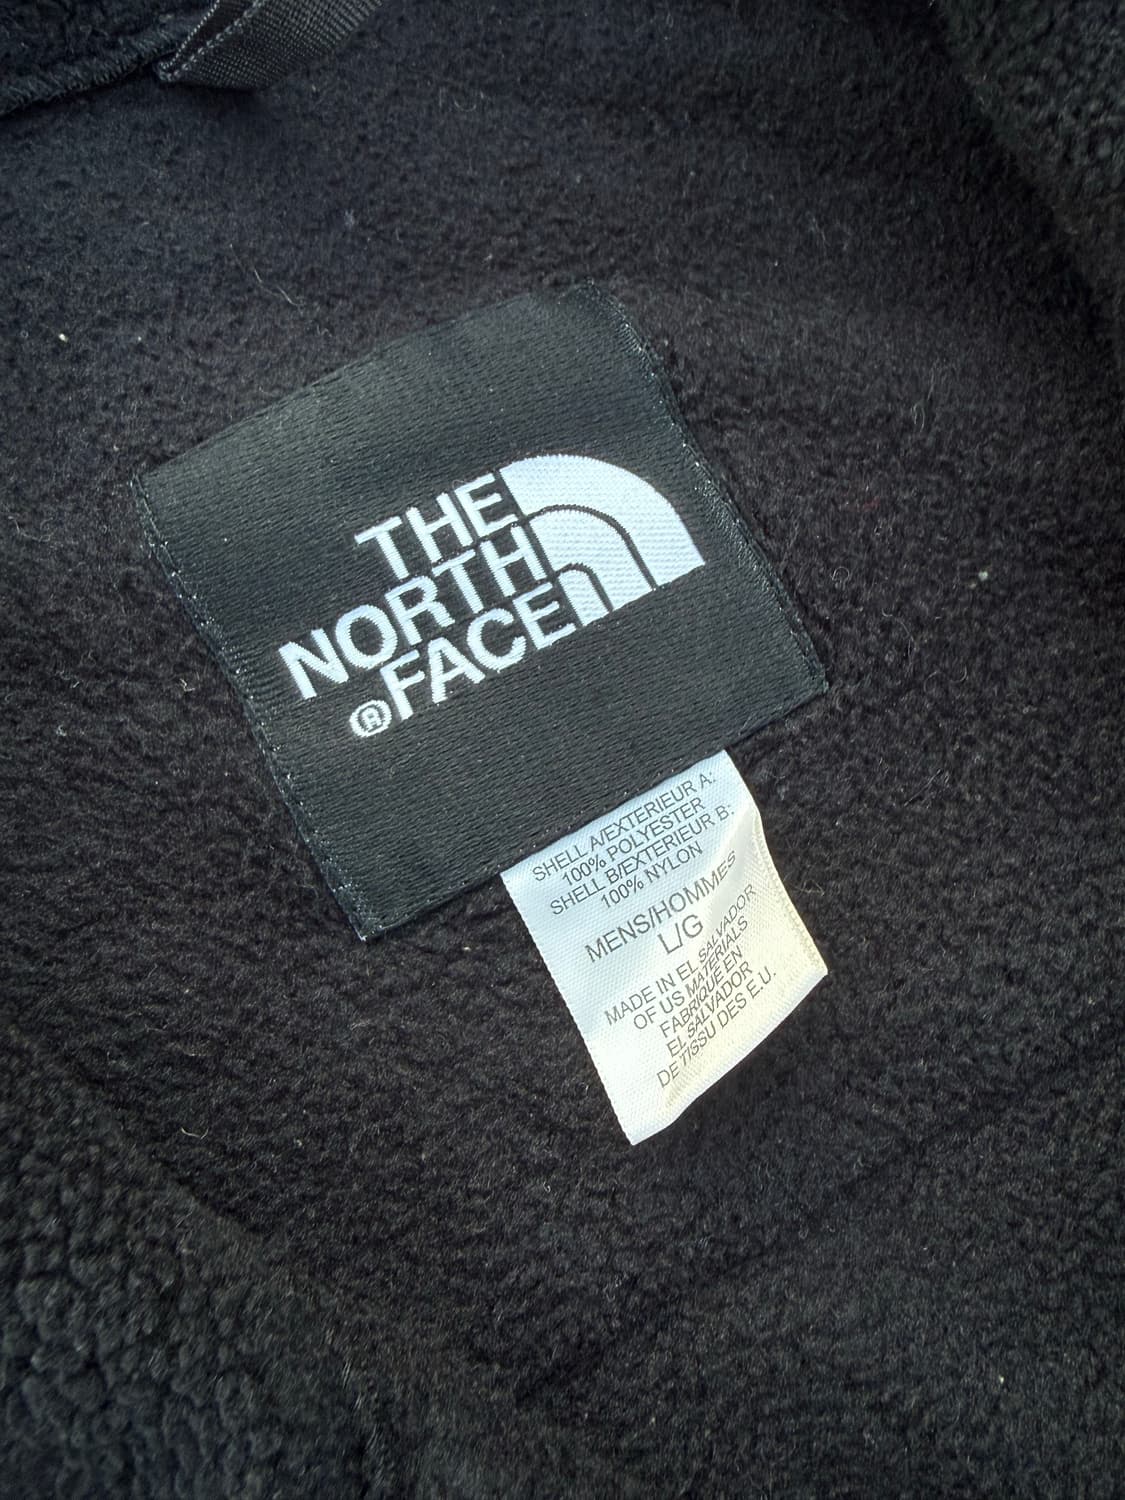 THE
NORTH
®FACE
SHELL A/EXTERIEUR A:
100% POLYESTER
SHELL B/EXTERIEUR B:
100% NYLON
MENS/HOMMES
L/G
MADE IN EL SALVADOR
OF US MATERIALS
FABRIQUE EN
EL SALVADOR
DE TISSU DES E.U.